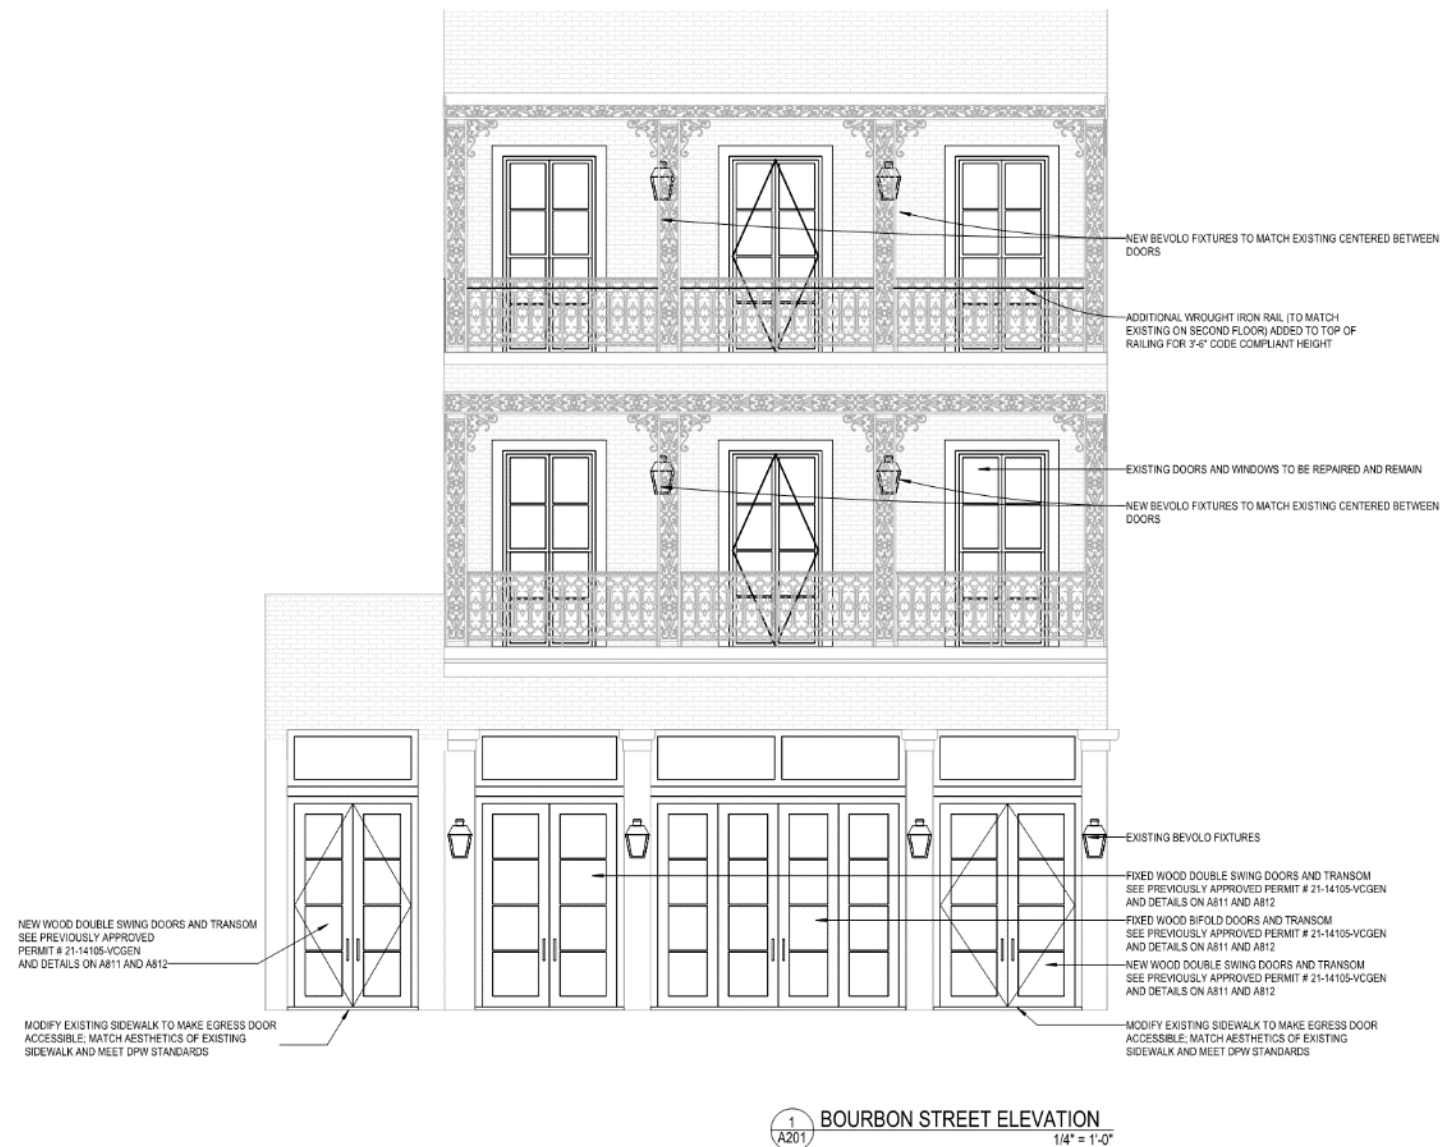 NEW BEVOLO FIXTURES TO MATCH EXISTING CENTERED BETWEEN
DOORS
ADDITIONAL WROUGHT IRON RAIL (TO MATCH
EXISTING ON SECOND FLOOR) ADDED TO TOP OF
RAILING FOR 3'-6" CODE COMPLIANT HEIGHT
EXISTING DOORS AND WINDOWS TO BE REPAIRED AND REMAIN
NEW BEVOLO FIXTURES TO MATCH EXISTING CENTERED BETWEEN
DOORS
EXISTING BEVOLO FIXTURES
FIXED WOOD DOUBLE SWING DOORS AND TRANSOM
SEE PREVIOUSLY APPROVED PERMIT # 21-14105-VCGEN
AND DETAILS ON A811 AND A812
FIXED WOOD BIFOLD DOORS AND TRANSOM
SEE PREVIOUSLY APPROVED PERMIT # 21-14105-VCGEN
AND DETAILS ON A811 AND A812
NEW WOOD DOUBLE SWING DOORS AND TRANSOM
SEE PREVIOUSLY APPROVED PERMIT # 21-14105-VCGEN
AND DETAILS ON A811 AND A812
MODIFY EXISTING SIDEWALK TO MAKE EGRESS DOOR
ACCESSIBLE; MATCH AESTHETICS OF EXISTING
SIDEWALK AND MEET DPW STANDARDS
NEW WOOD DOUBLE SWING DOORS AND TRANSOM
SEE PREVIOUSLY APPROVED
PERMIT # 21-14105-VCGEN
AND DETAILS ON A811 AND A812
MODIFY EXISTING SIDEWALK TO MAKE EGRESS DOOR
ACCESSIBLE; MATCH AESTHETICS OF EXISTING
SIDEWALK AND MEET DPW STANDARDS
1
A201
BOURBON STREET ELEVATION
1/4" = 1'-0"